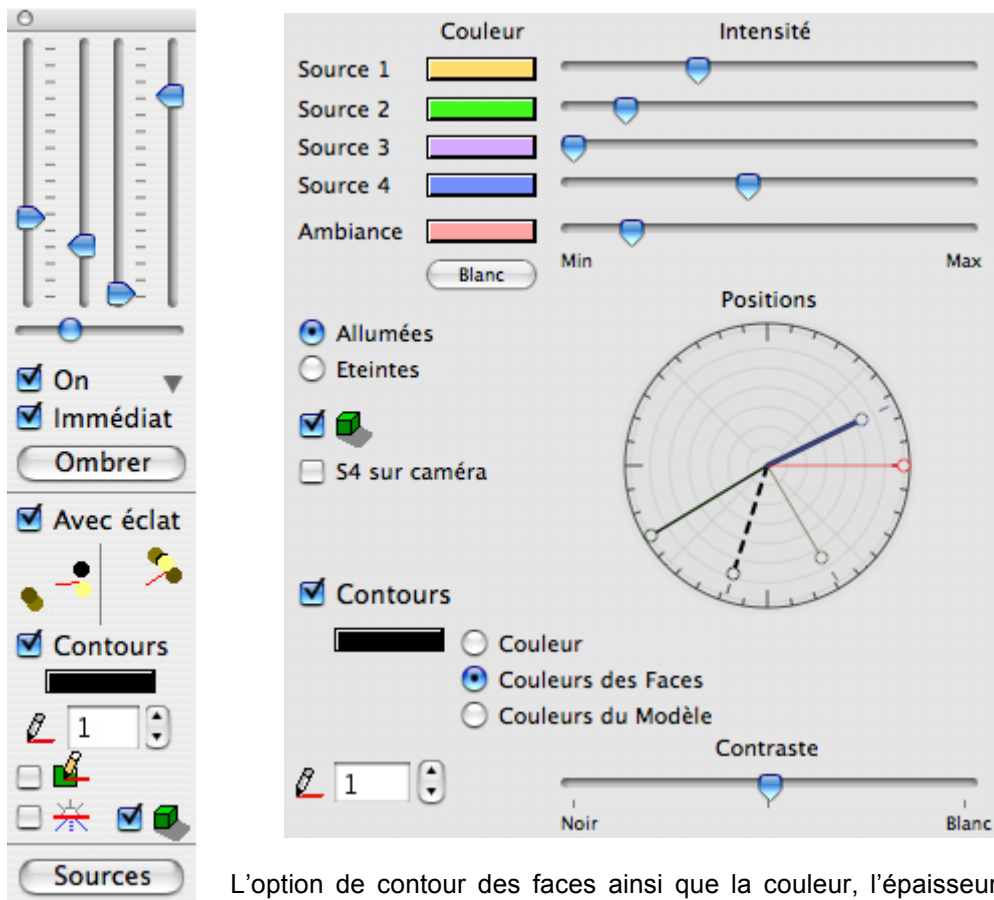 On
Immédiat
Ombrer
Avec éclat
Contours
1
Sources
Couleur Intensité
Source 1
Source 2
Source 3
Source 4
Ambiance
Blanc Min Max
Positions
Allumées
Eteintes
S4 sur caméra
Contours
Couleur
Couleurs des Faces
Couleurs du Modèle
Contraste
1
Noir Blanc
L'option de contour des faces ainsi que la couleur, l'épaisseur